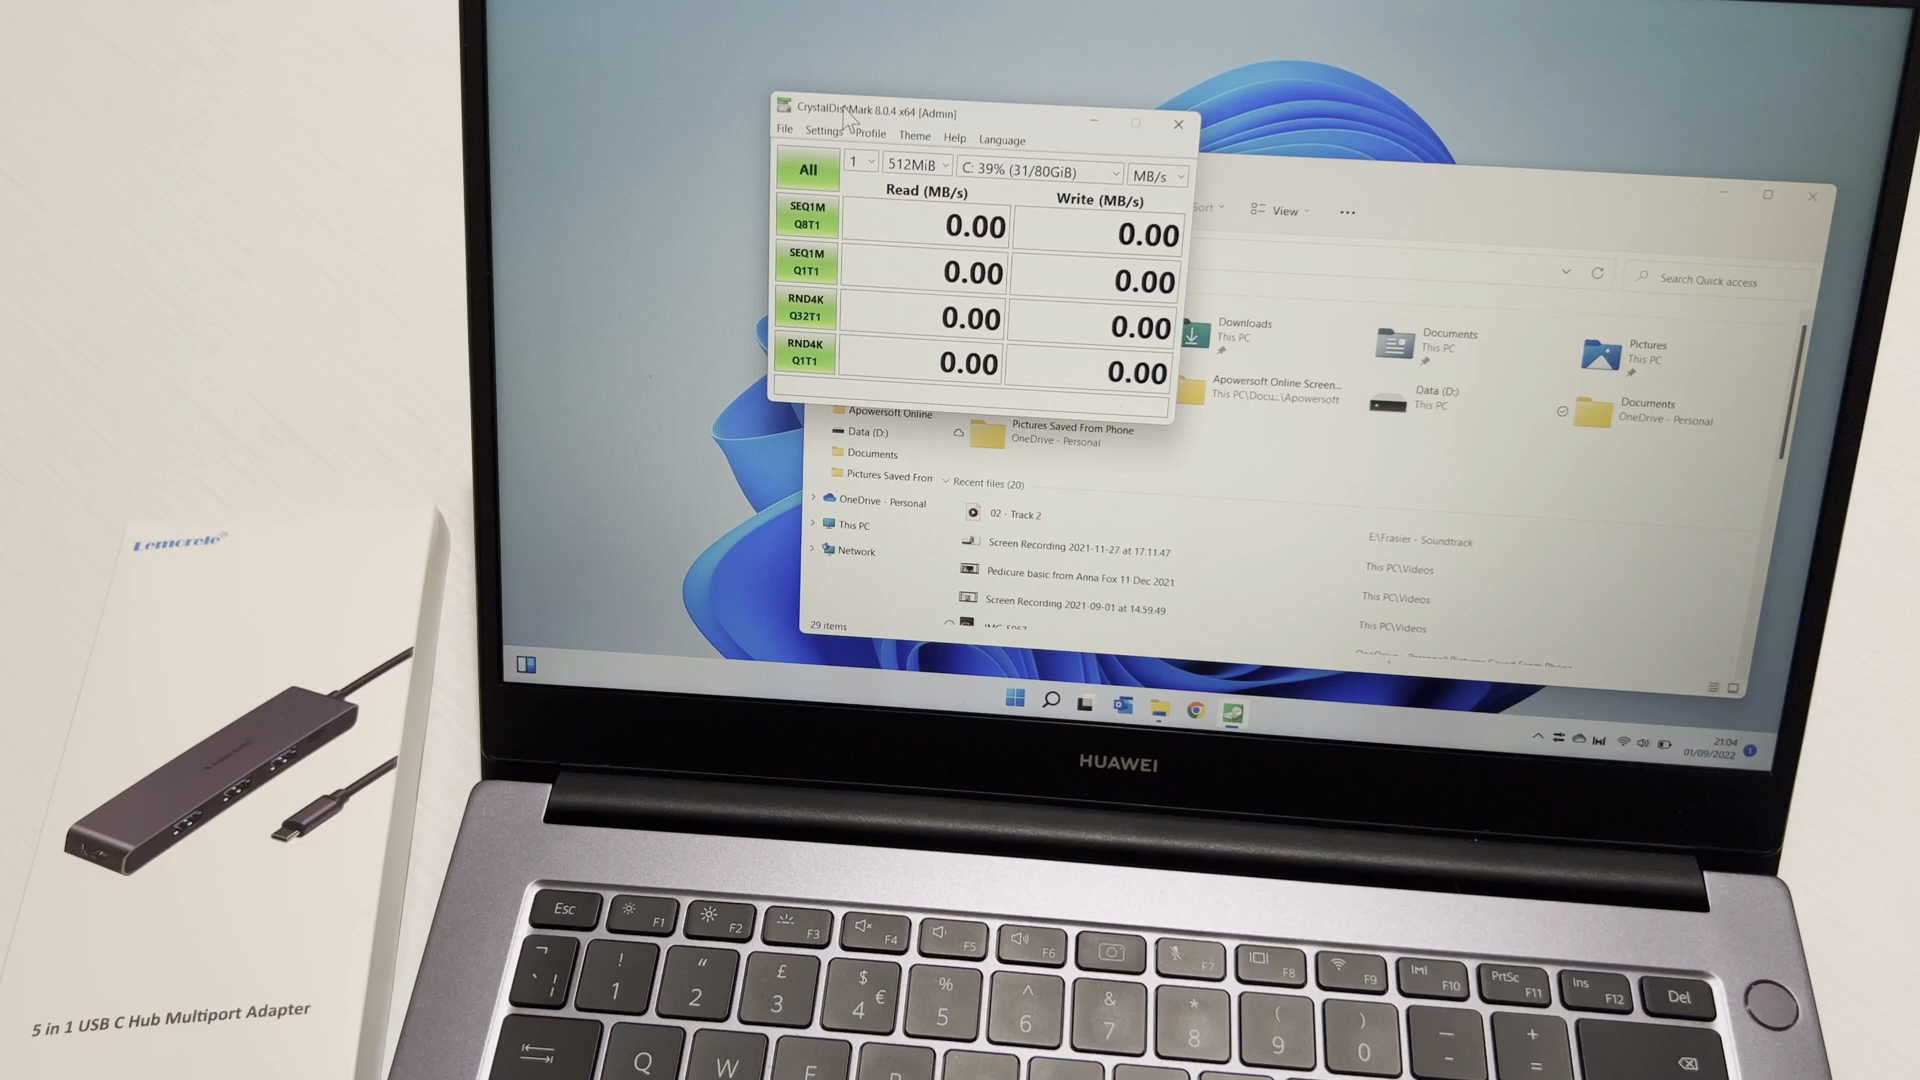 CrystalDiskMark 8.0.4 x64 [Admin]
File Settings Profile Theme Help Language
All 1 512MiB C: 39% (31/80GiB) MB/s
Read (MB/s) Write (MB/s)
SEQ1M
Q8T1 0.00 0.00
SEQ1M
Q1T1 0.00 0.00
RND4K
Q32T1 0.00 0.00
RND4K
Q1T1 0.00 0.00
Sort View ...
Search Quick access
Downloads
This PC
Documents
This PC
Pictures
This PC
Apowersoft Online Screen...
This PC\Docu...\Apowersoft
Data (D:)
This PC
Documents
OneDrive - Personal
Pictures Saved From Phone
OneDrive - Personal
Apowersoft Online
Data (D:)
Documents
Pictures Saved From
OneDrive - Personal
This PC
Network
Recent files (20)
02 - Track 2 E:\Frasier - Soundtrack
Screen Recording 2021-11-27 at 17.11.47 This PC\Videos
Pedicure basic from Anna Fox 11 Dec 2021 This PC\Videos
Screen Recording 2021-09-01 at 14.59.49 This PC\Videos
29 items
21:04
01/09/2022
1
HUAWEI
Lemorele®
Lemorele
5 in 1 USB C Hub Multiport Adapter
Esc F1 F2 F3 F4 F5 F6 F7 F8 F9 F10 PrtSc F11 Ins F12 Del
¬ ` ¦ ! 1 " 2 £ 3 $ 4 € % 5 ^ 6 & 7 * 8 ( 9 ) 0 — - + =
Q W E